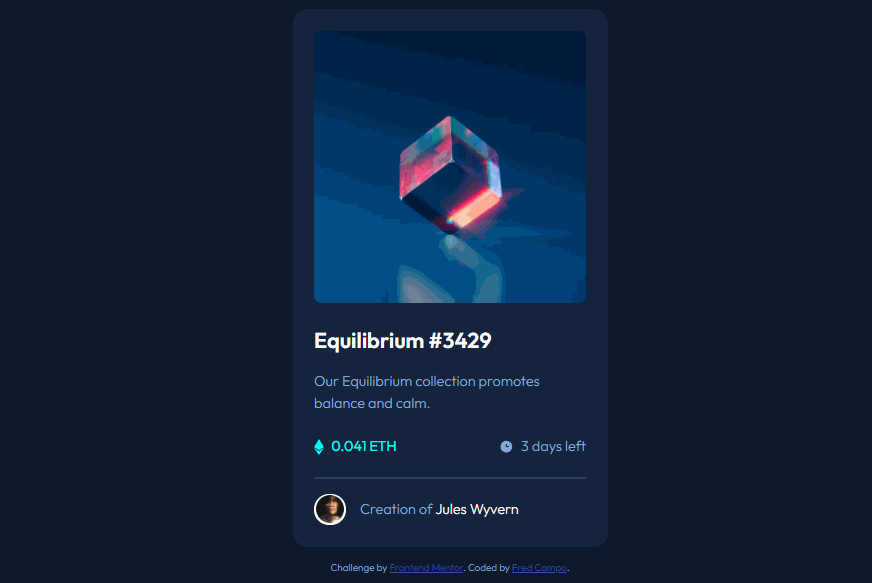 Equilibrium #3429
Our Equilibrium collection promotes
balance and calm.
0.041 ETH
3 days left
Creation of Jules Wyvern
Challenge by Frontend Mentor. Coded by Fred Campo.